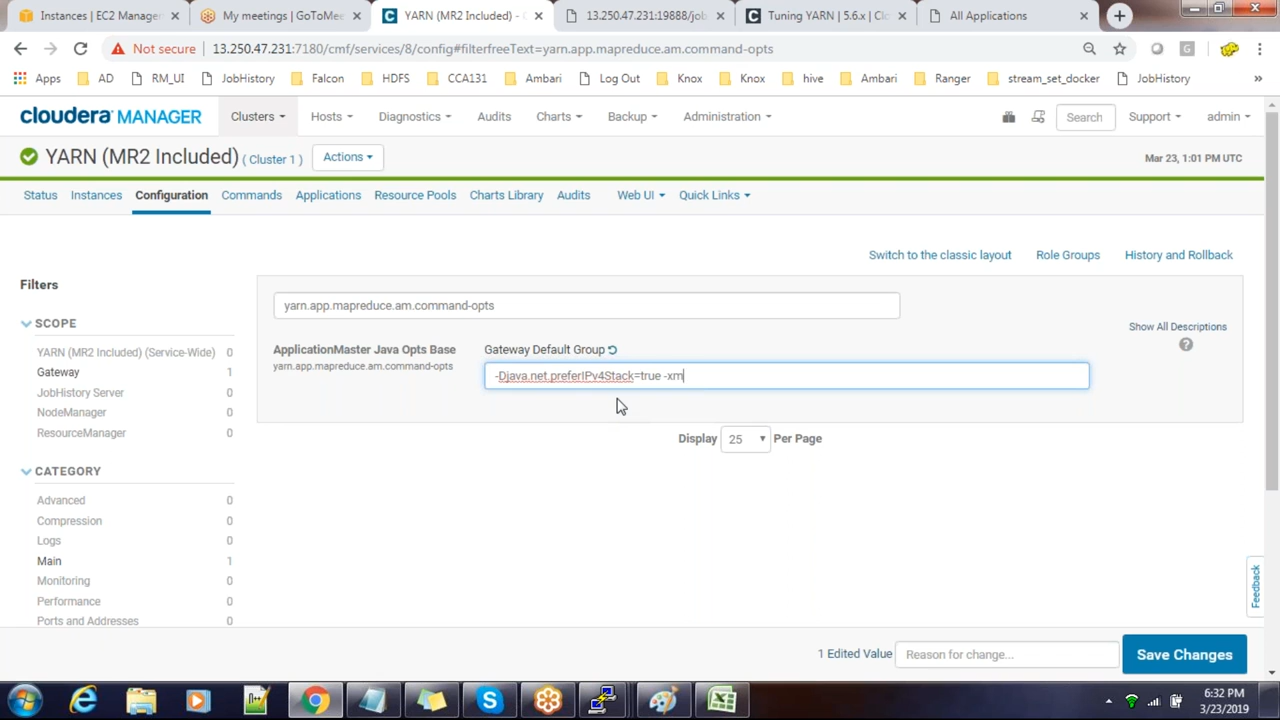 Instances | EC2 Manager
My meetings | GoToMee
YARN (MR2 Included) - C
13.250.47.231:19888/job
Tuning YARN | 5.6.x | Clo
All Applications
Not secure | 13.250.47.231:7180/cmf/services/8/config#filterfreeText=yarn.app.mapreduce.am.command-opts
Apps AD RM_UI JobHistory Falcon HDFS CCA131 Ambari Log Out Knox Knox hive Ambari Ranger stream_set_docker JobHistory »
cloudera MANAGER Clusters Hosts Diagnostics Audits Charts Backup Administration Search Support admin
YARN (MR2 Included) ( Cluster 1 ) Actions Mar 23, 1:01 PM UTC
Status Instances Configuration Commands Applications Resource Pools Charts Library Audits Web UI Quick Links
Switch to the classic layout Role Groups History and Rollback
Filters
yarn.app.mapreduce.am.command-opts
SCOPE
Show All Descriptions
YARN (MR2 Included) (Service-Wide) 0
ApplicationMaster Java Opts Base
Gateway Default Group
yarn.app.mapreduce.am.command-opts
Gateway 1
-Djava.net.preferIPv4Stack=true -xm
JobHistory Server 0
NodeManager 0
ResourceManager 0
Display 25 Per Page
CATEGORY
Advanced 0
Compression 0
Logs 0
Main 1
Monitoring 0
Performance 0
Ports and Addresses 0
Feedback
1 Edited Value Reason for change... Save Changes
6:32 PM
3/23/2019